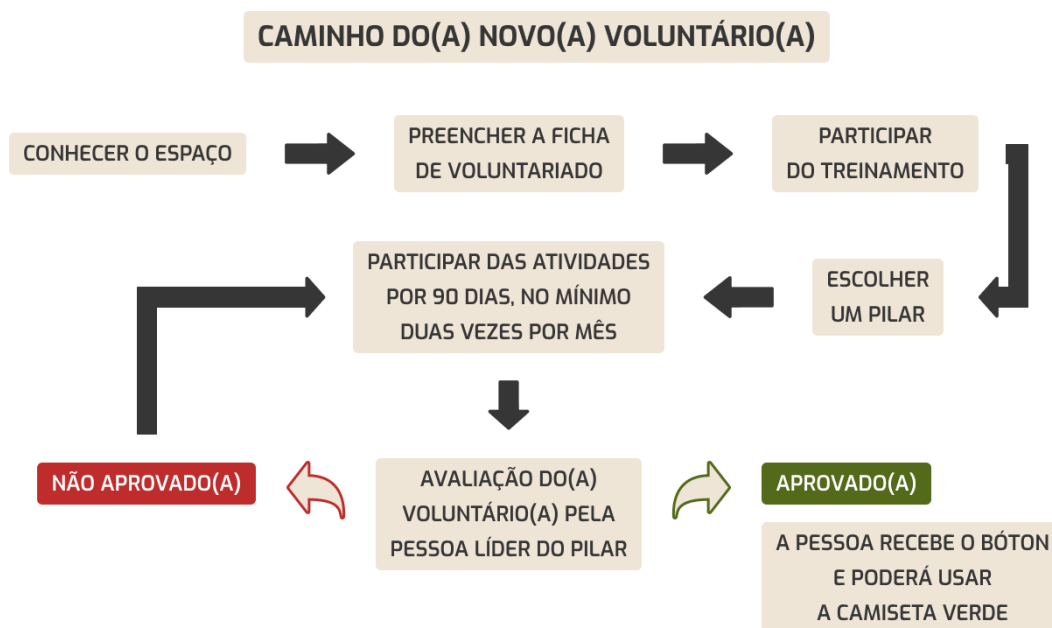 CAMINHO DO(A) NOVO(A) VOLUNTÁRIO(A)
CONHECER O ESPAÇO
PREENCHER A FICHA
DE VOLUNTARIADO
PARTICIPAR
DO TREINAMENTO
ESCOLHER
UM PILAR
PARTICIPAR DAS ATIVIDADES
POR 90 DIAS, NO MÍNIMO
DUAS VEZES POR MÊS
AVALIAÇÃO DO(A)
VOLUNTÁRIO(A) PELA
PESSOA LÍDER DO PILAR
NÃO APROVADO(A)
APROVADO(A)
A PESSOA RECEBE O BÓTON
E PODERÁ USAR
A CAMISETA VERDE